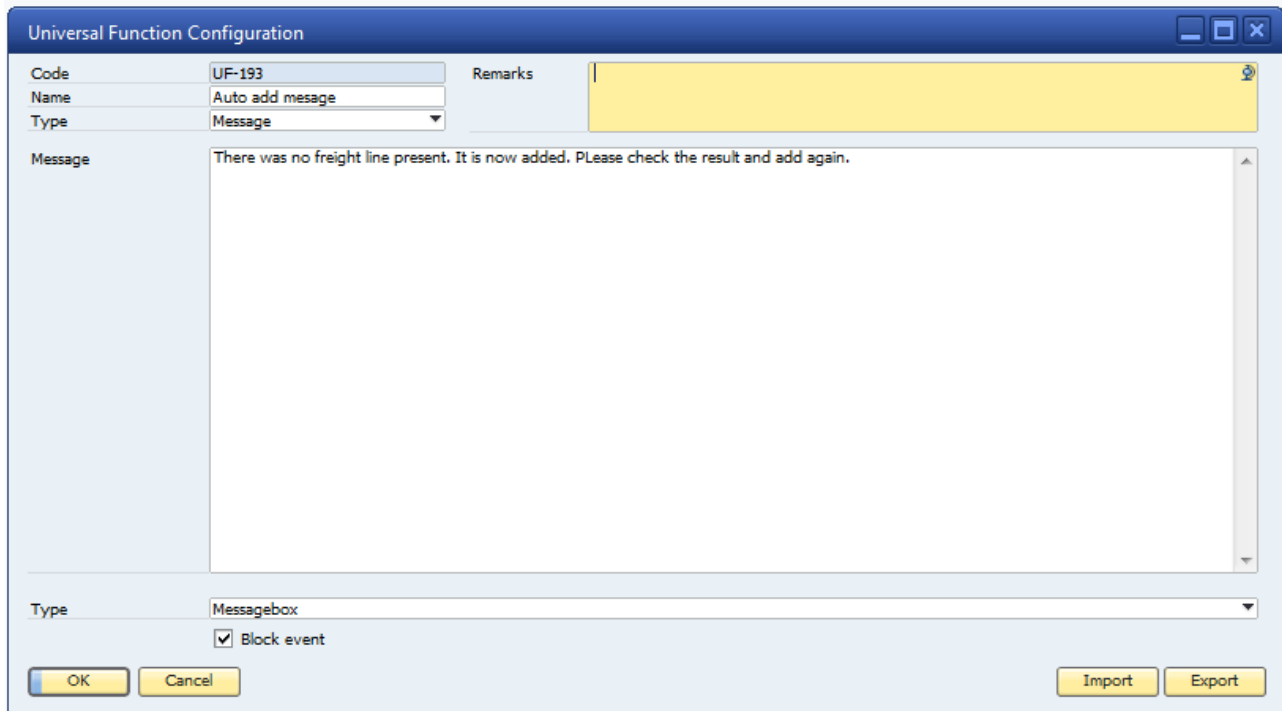 Universal Function Configuration
Code UF-193 Remarks
Name Auto add mesage
Type Message
Message There was no freight line present. It is now added. PLease check the result and add again.
Type Messagebox
Block event
OK Cancel Import Export